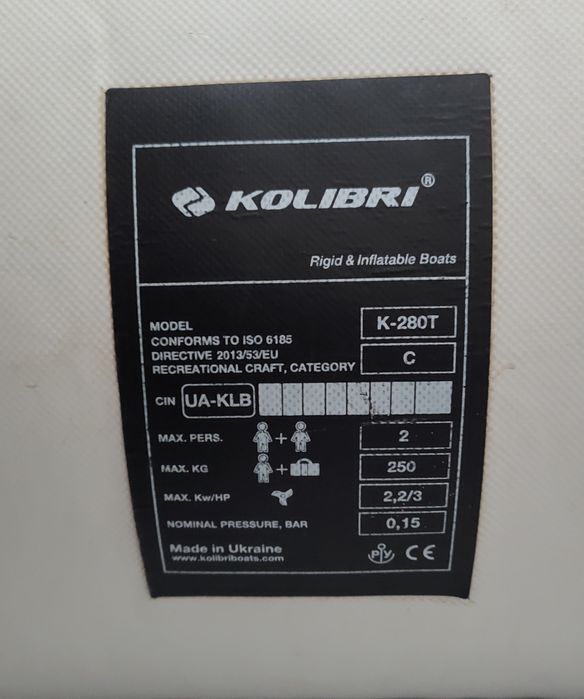 KOLIBRI®
Rigid & Inflatable Boats
MODEL K-280T
CONFORMS TO ISO 6185
DIRECTIVE 2013/53/EU
RECREATIONAL CRAFT, CATEGORY C
CIN UA-KLB
MAX. PERS. + 2
MAX. KG + 250
MAX. Kw/HP 2,2/3
NOMINAL PRESSURE, BAR 0,15
Made in Ukraine
www.kolibriboats.com
РУ CE